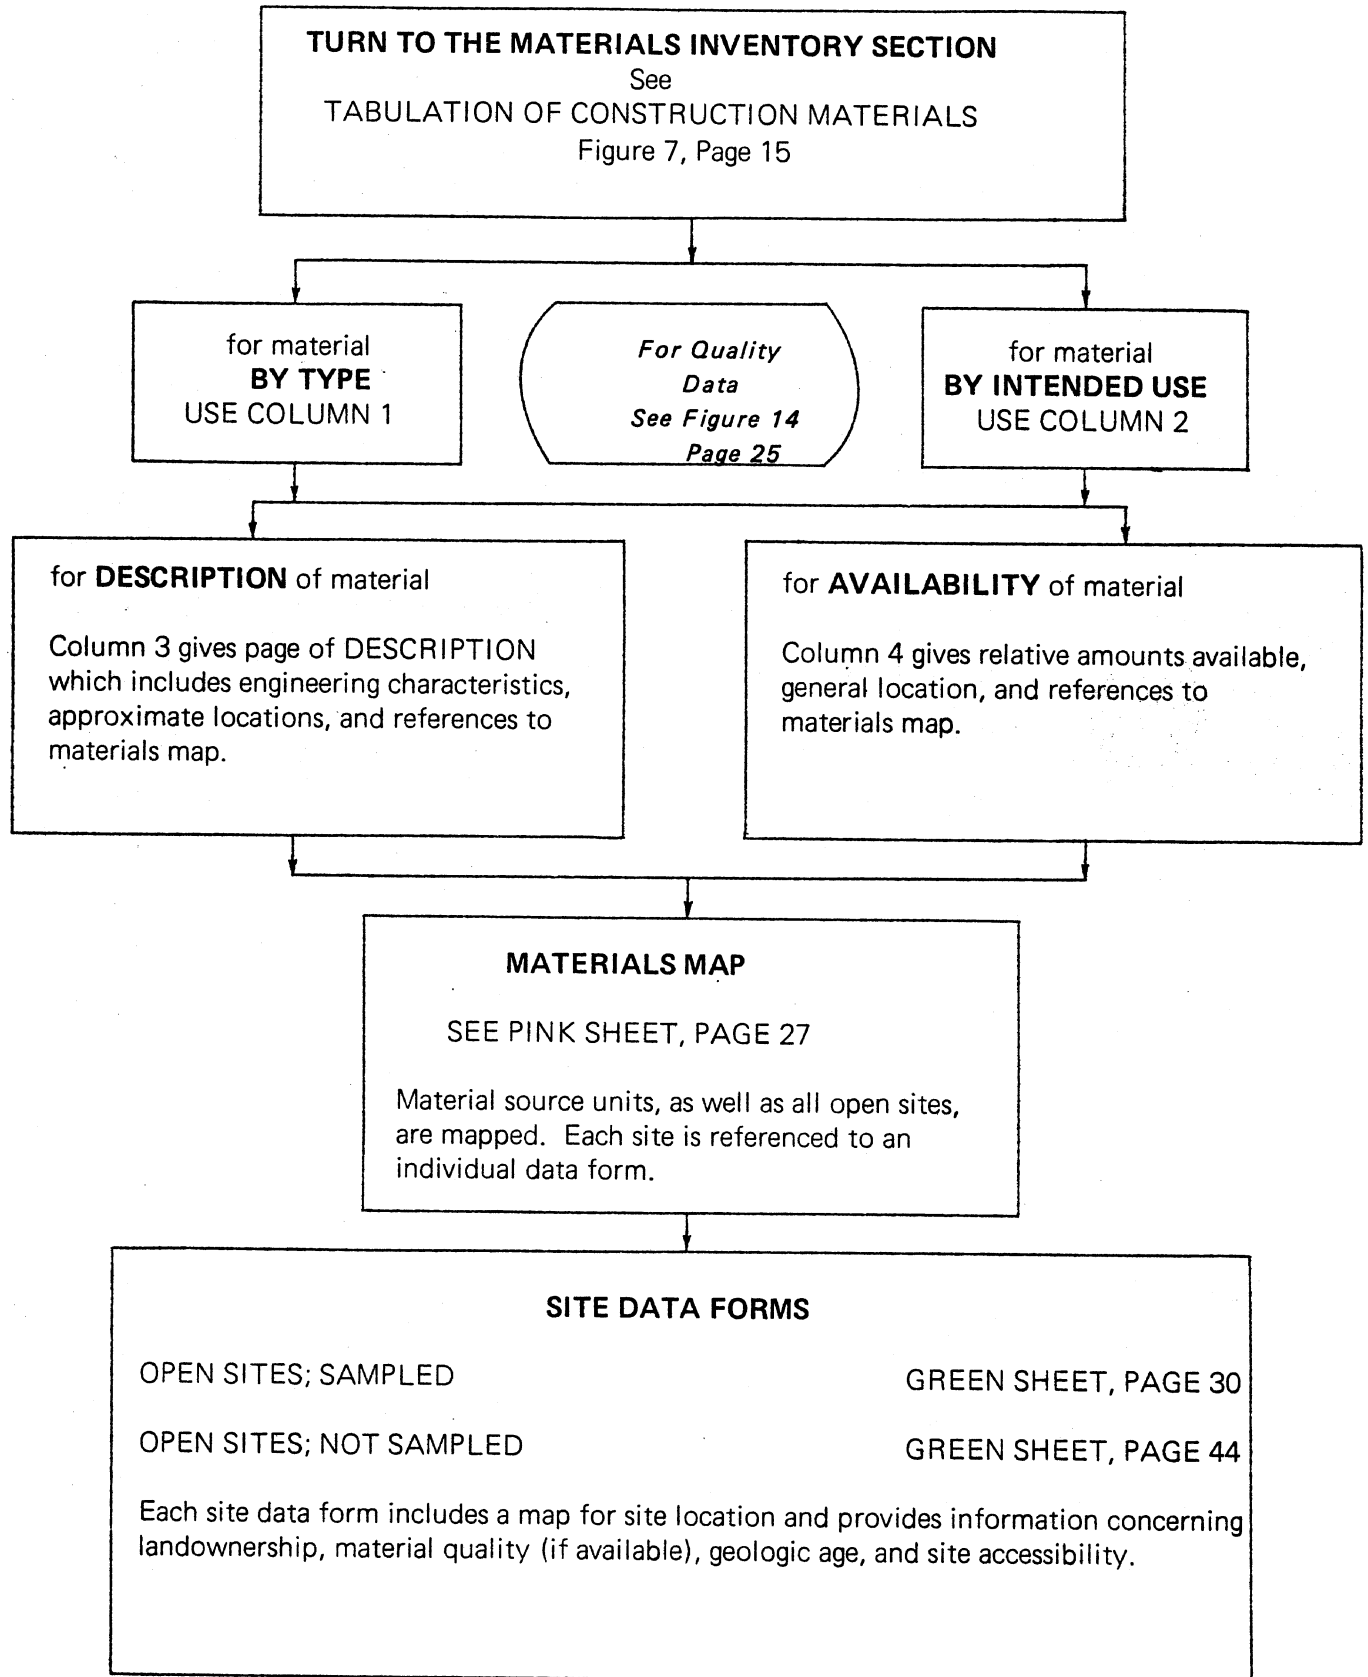 TURN TO THE MATERIALS INVENTORY SECTION
See
TABULATION OF CONSTRUCTION MATERIALS
Figure 7, Page 15
for material
BY TYPE
USE COLUMN 1
For Quality
Data
See Figure 14
Page 25
for material
BY INTENDED USE
USE COLUMN 2
for DESCRIPTION of material
Column 3 gives page of DESCRIPTION
which includes engineering characteristics,
approximate locations, and references to
materials map.
for AVAILABILITY of material
Column 4 gives relative amounts available,
general location, and references to
materials map.
MATERIALS MAP
SEE PINK SHEET, PAGE 27
Material source units, as well as all open sites,
are mapped. Each site is referenced to an
individual data form.
SITE DATA FORMS
OPEN SITES; SAMPLED GREEN SHEET, PAGE 30
OPEN SITES; NOT SAMPLED GREEN SHEET, PAGE 44
Each site data form includes a map for site location and provides information concerning
landownership, material quality (if available), geologic age, and site accessibility.